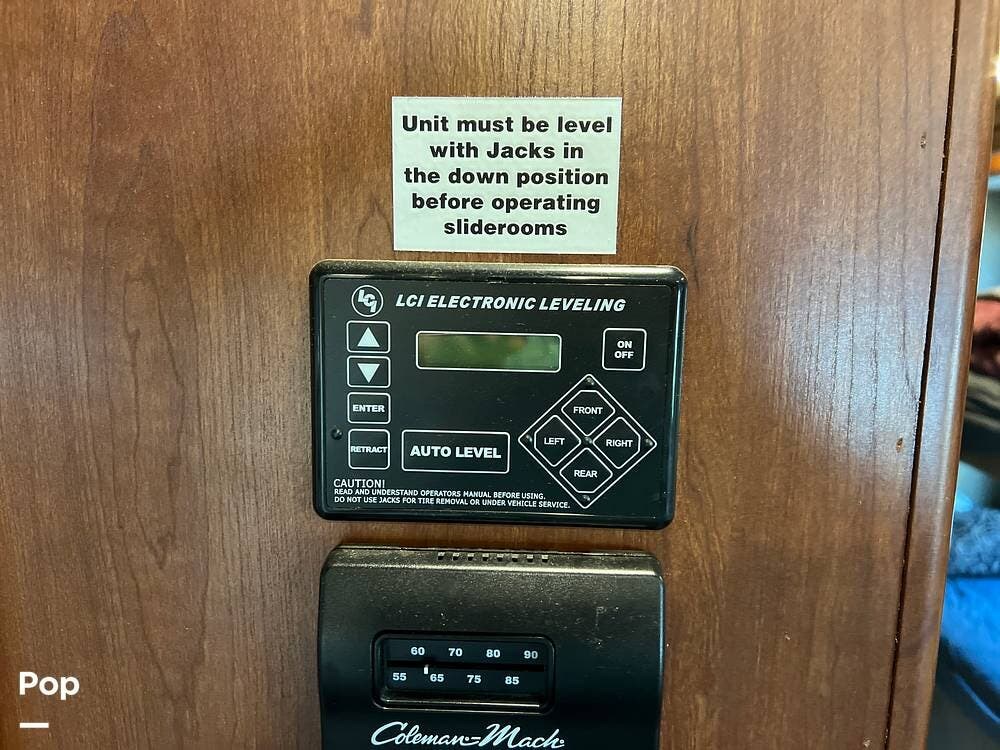 Unit must be level
with Jacks in
the down position
before operating
sliderooms
LCI LCI ELECTRONIC LEVELING
ON
OFF
ENTER
RETRACT
AUTO LEVEL
FRONT
LEFT
RIGHT
REAR
CAUTION!
READ AND UNDERSTAND OPERATORS MANUAL BEFORE USING.
DO NOT USE JACKS FOR TIRE REMOVAL OR UNDER VEHICLE SERVICE.
60 70 80 90
55 65 75 85
Coleman-Mach
Pop